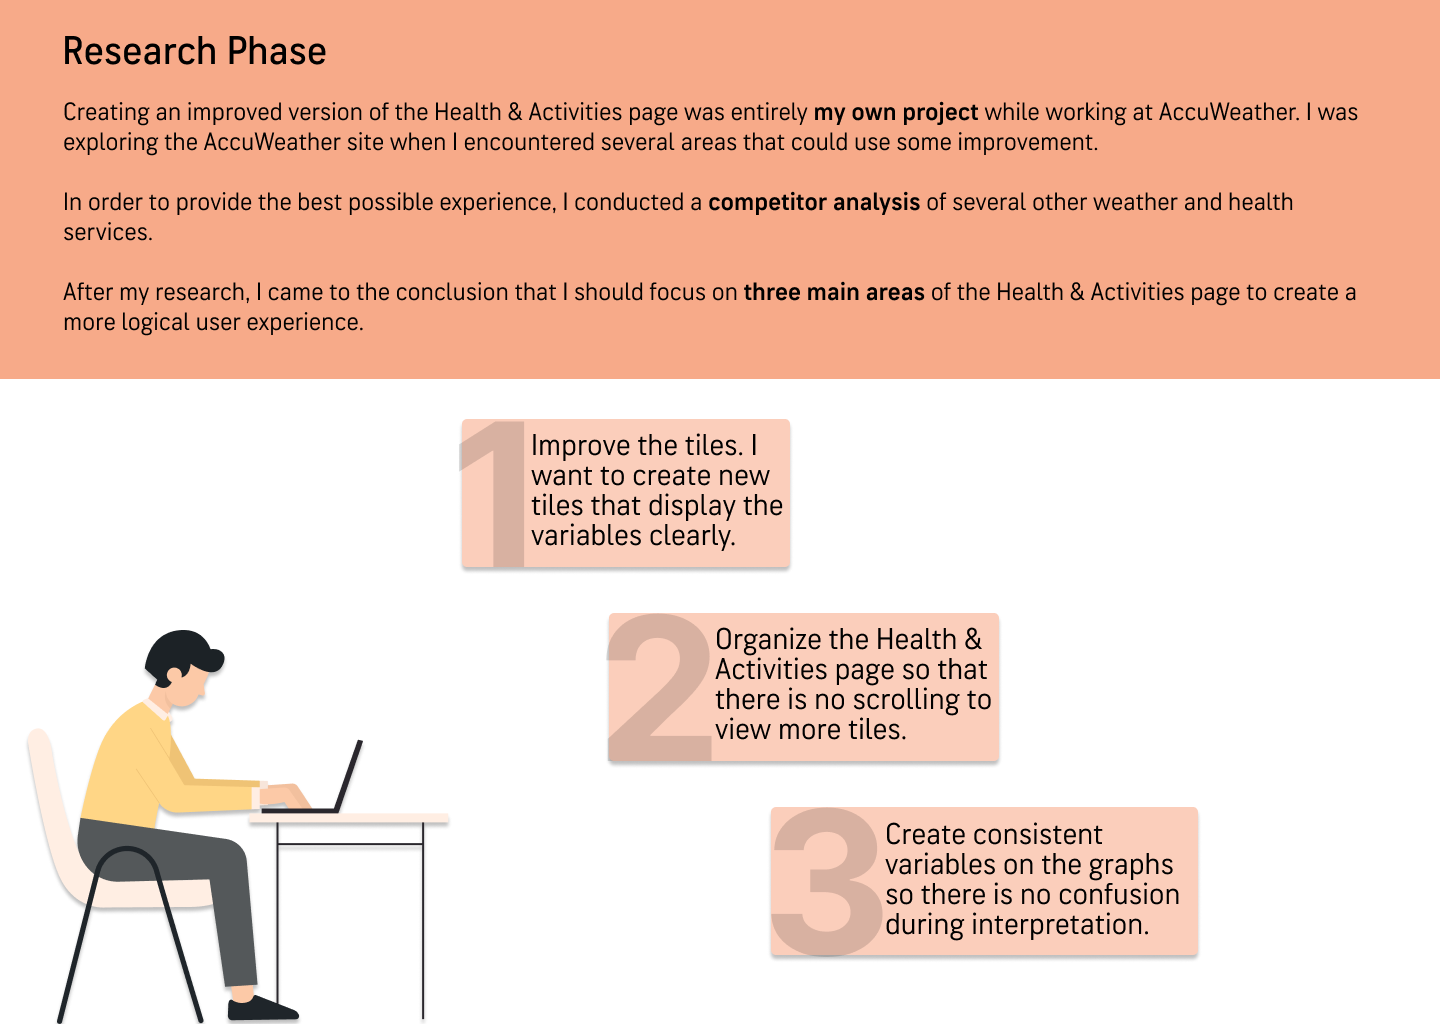 Research Phase
Creating an improved version of the Health & Activities page was entirely my own project while working at AccuWeather. I was
exploring the AccuWeather site when I encountered several areas that could use some improvement.
In order to provide the best possible experience, I conducted a competitor analysis of several other weather and health
services.
After my research, I came to the conclusion that I should focus on three main areas of the Health & Activities page to create a
more logical user experience.
1
Improve the tiles. I
want to create new
tiles that display the
variables clearly.
2
Organize the Health &
Activities page so that
there is no scrolling to
view more tiles.
3
Create consistent
variables on the graphs
so there is no confusion
during interpretation.